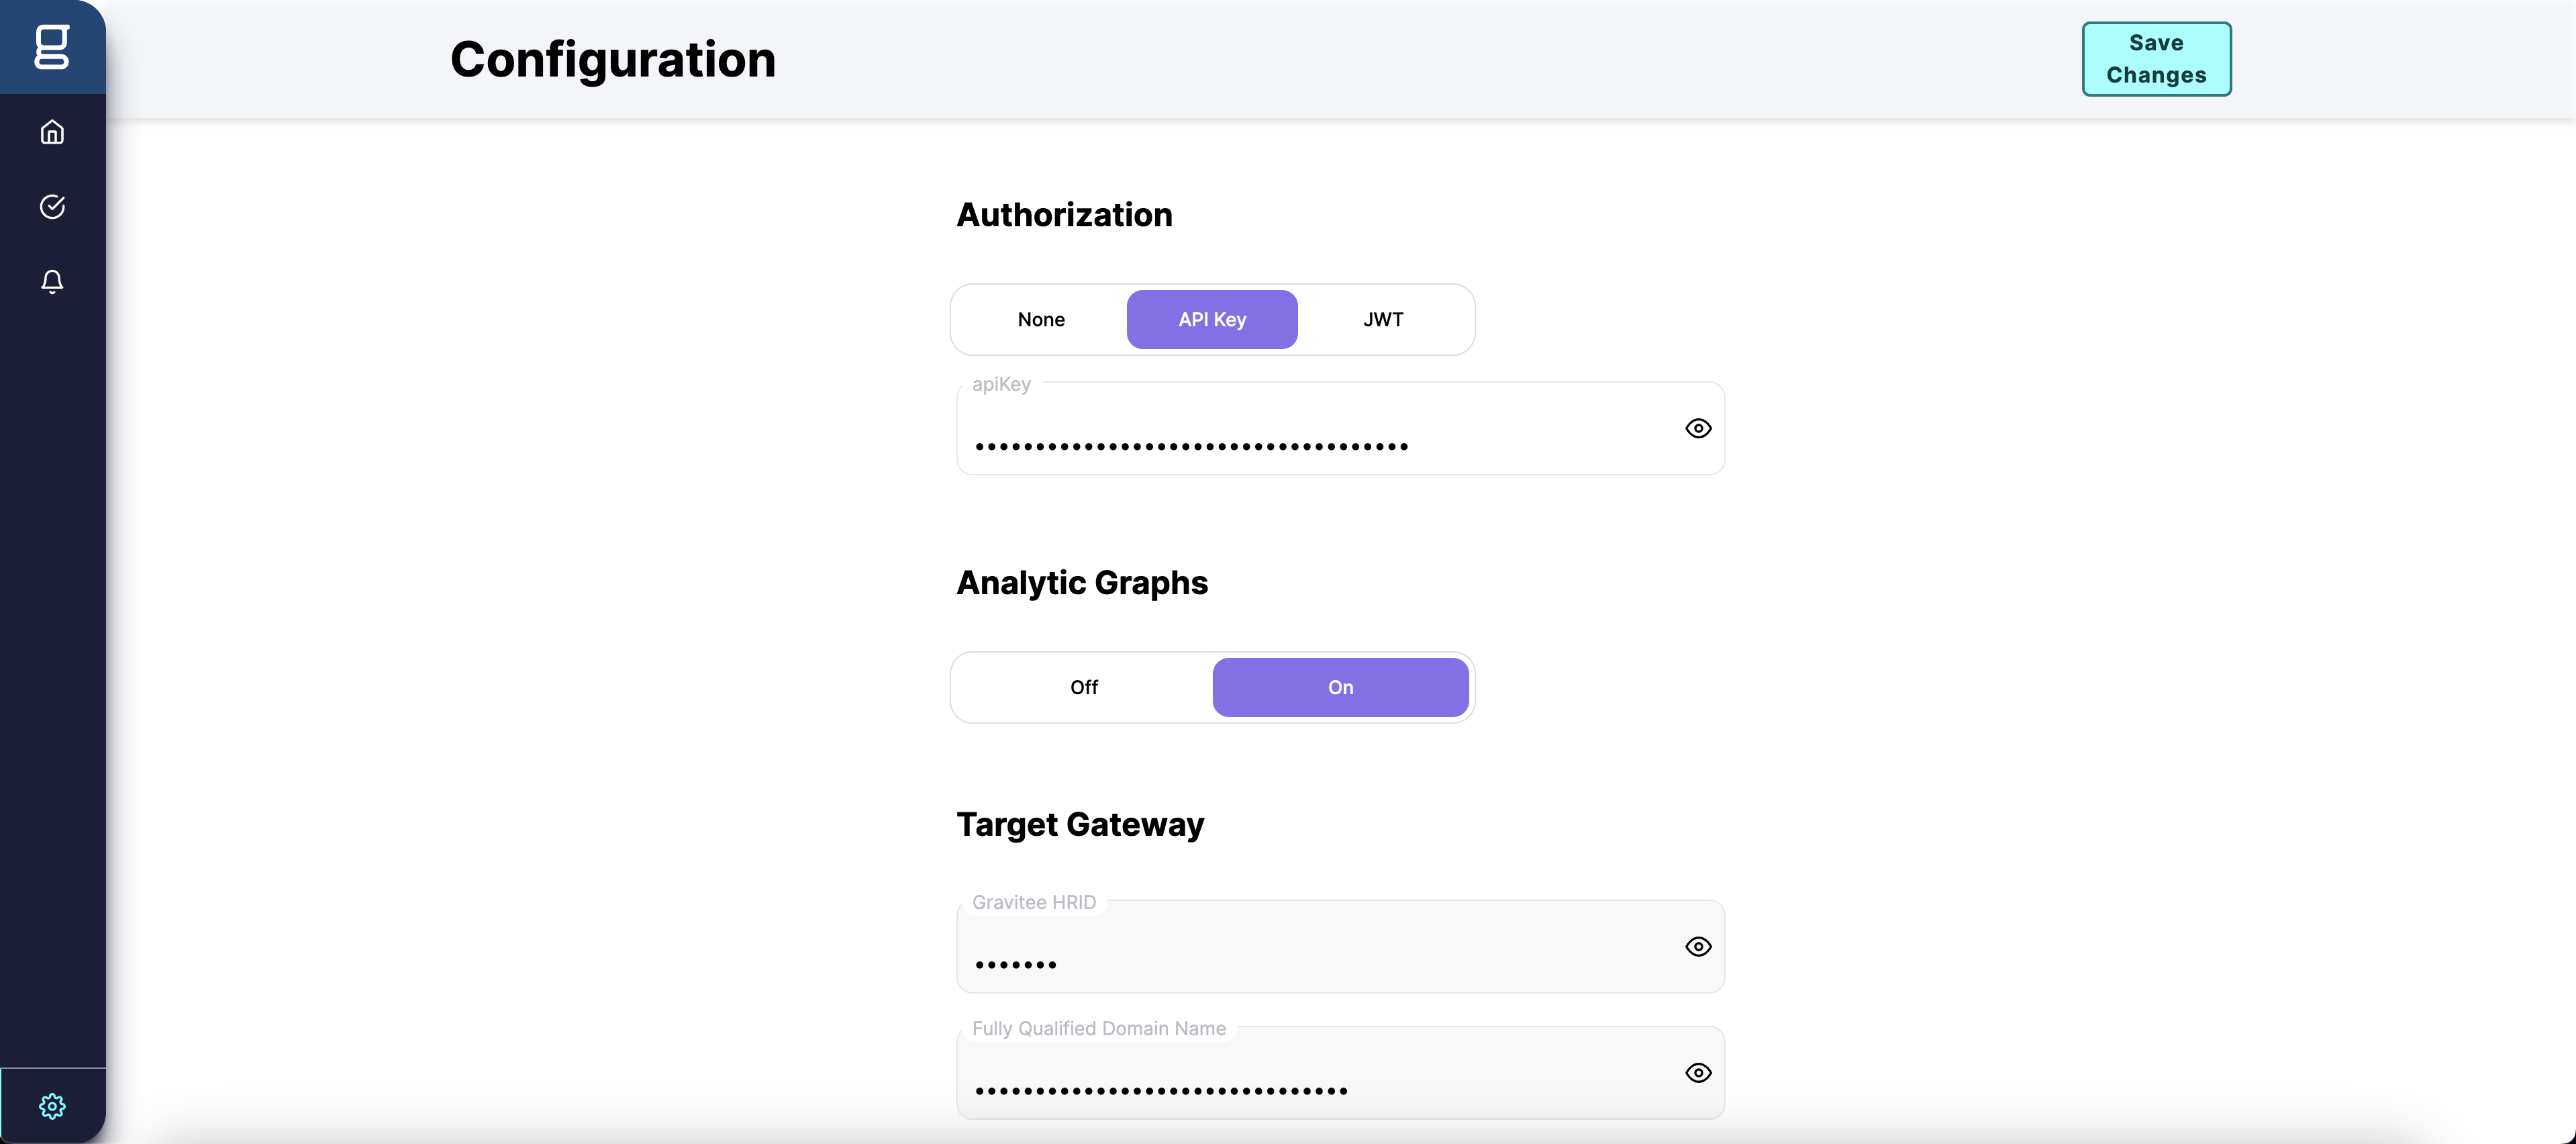 g
Configuration
Save
Changes
Authorization
None
API Key
JWT
apiKey
••••••••••••••••••••••••••••••••••••
Analytic Graphs
Off
On
Target Gateway
Gravitee HRID
•••••••
Fully Qualified Domain Name
•••••••••••••••••••••••••••••••